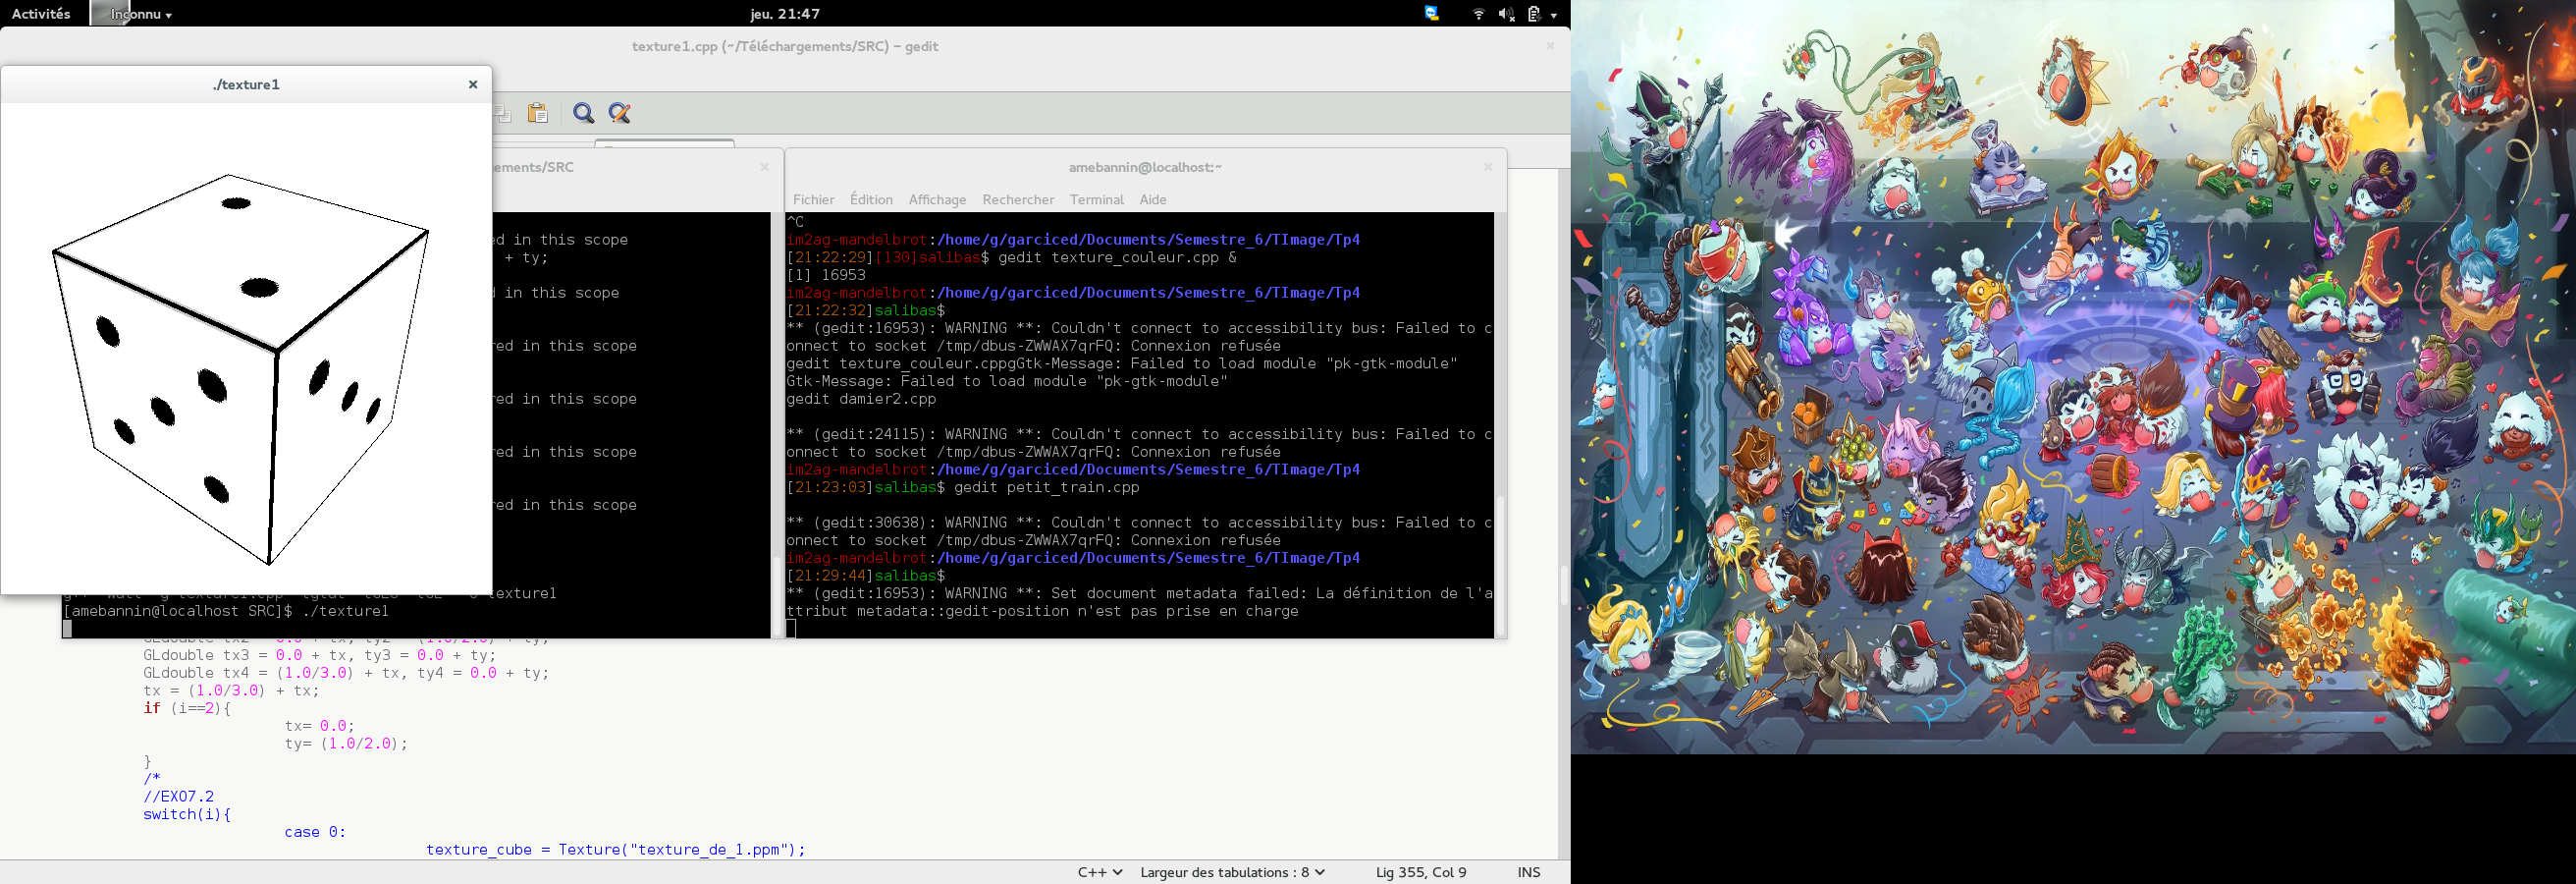 Activités
Inconnu
jeu. 21:47
texture1.cpp (~/Téléchargements/SRC) – gedit
./texture1
ements/SRC
ed in this scope
+ ty;
d in this scope
red in this scope
red in this scope
red in this scope
red in this scope
texture1
[amebannin@localhost SRC]$ ./texture1
amebannin@localhost:~
Fichier Édition Affichage Rechercher Terminal Aide
^C
im2ag-mandelbrot:/home/g/garciced/Documents/Semestre_6/TImage/Tp4
[21:22:29][130]salibas$ gedit texture_couleur.cpp &
[1] 16953
im2ag-mandelbrot:/home/g/garciced/Documents/Semestre_6/TImage/Tp4
[21:22:32]salibas$
** (gedit:16953): WARNING **: Couldn't connect to accessibility bus: Failed to c
onnect to socket /tmp/dbus-ZWWAX7qrFQ: Connexion refusée
gedit texture_couleur.cppgGtk-Message: Failed to load module "pk-gtk-module"
Gtk-Message: Failed to load module "pk-gtk-module"
gedit damier2.cpp
** (gedit:24115): WARNING **: Couldn't connect to accessibility bus: Failed to c
onnect to socket /tmp/dbus-ZWWAX7qrFQ: Connexion refusée
im2ag-mandelbrot:/home/g/garciced/Documents/Semestre_6/TImage/Tp4
[21:23:03]salibas$ gedit petit_train.cpp
** (gedit:30638): WARNING **: Couldn't connect to accessibility bus: Failed to c
onnect to socket /tmp/dbus-ZWWAX7qrFQ: Connexion refusée
im2ag-mandelbrot:/home/g/garciced/Documents/Semestre_6/TImage/Tp4
[21:29:44]salibas$
** (gedit:16953): WARNING **: Set document metadata failed: La définition de l'a
ttribut metadata::gedit-position n'est pas prise en charge
GLdouble tx2 = 0.0 + tx, ty2 = (1.0/2.0) + ty;
GLdouble tx3 = 0.0 + tx, ty3 = 0.0 + ty;
GLdouble tx4 = (1.0/3.0) + tx, ty4 = 0.0 + ty;
tx = (1.0/3.0) + tx;
if (i==2){
tx= 0.0;
ty= (1.0/2.0);
}
/*
//EXO7.2
switch(i){
case 0:
texture_cube = Texture("texture_de_1.ppm");
C++ Largeur des tabulations : 8 Lig 355, Col 9 INS